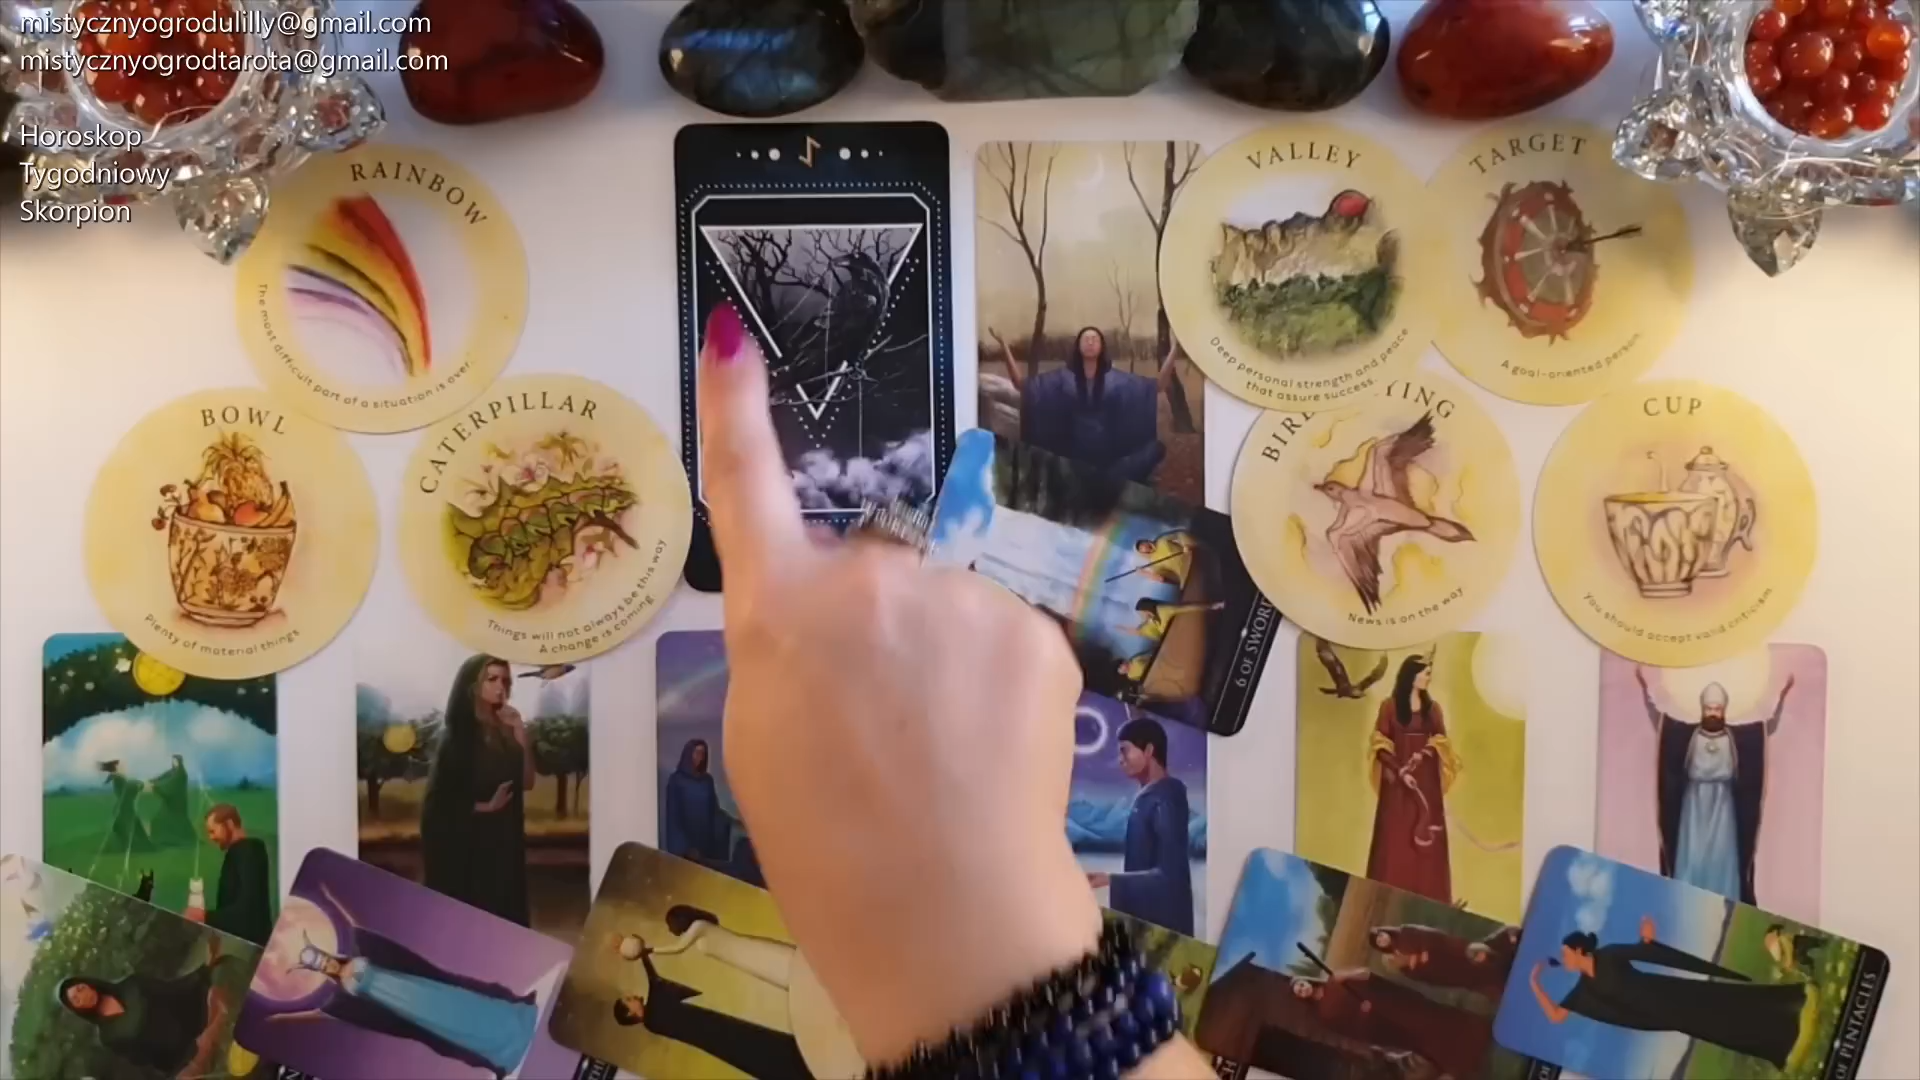 mistycznyogrodulilly@gmail.com
mistycznyogrodtarota@gmail.com
Horoskop
Tygodniowy
Skorpion
RAINBOW
The most difficult part of a situation is over.
VALLEY
Deep personal strength and peace
that assure success.
TARGET
A goal-oriented person
BOWL
Plenty of material things
CATERPILLAR
Things will not always be this way
A change is coming
News is on the way
CUP
You should accept valid criticism
6 OF SWORD
OF PENTACLES